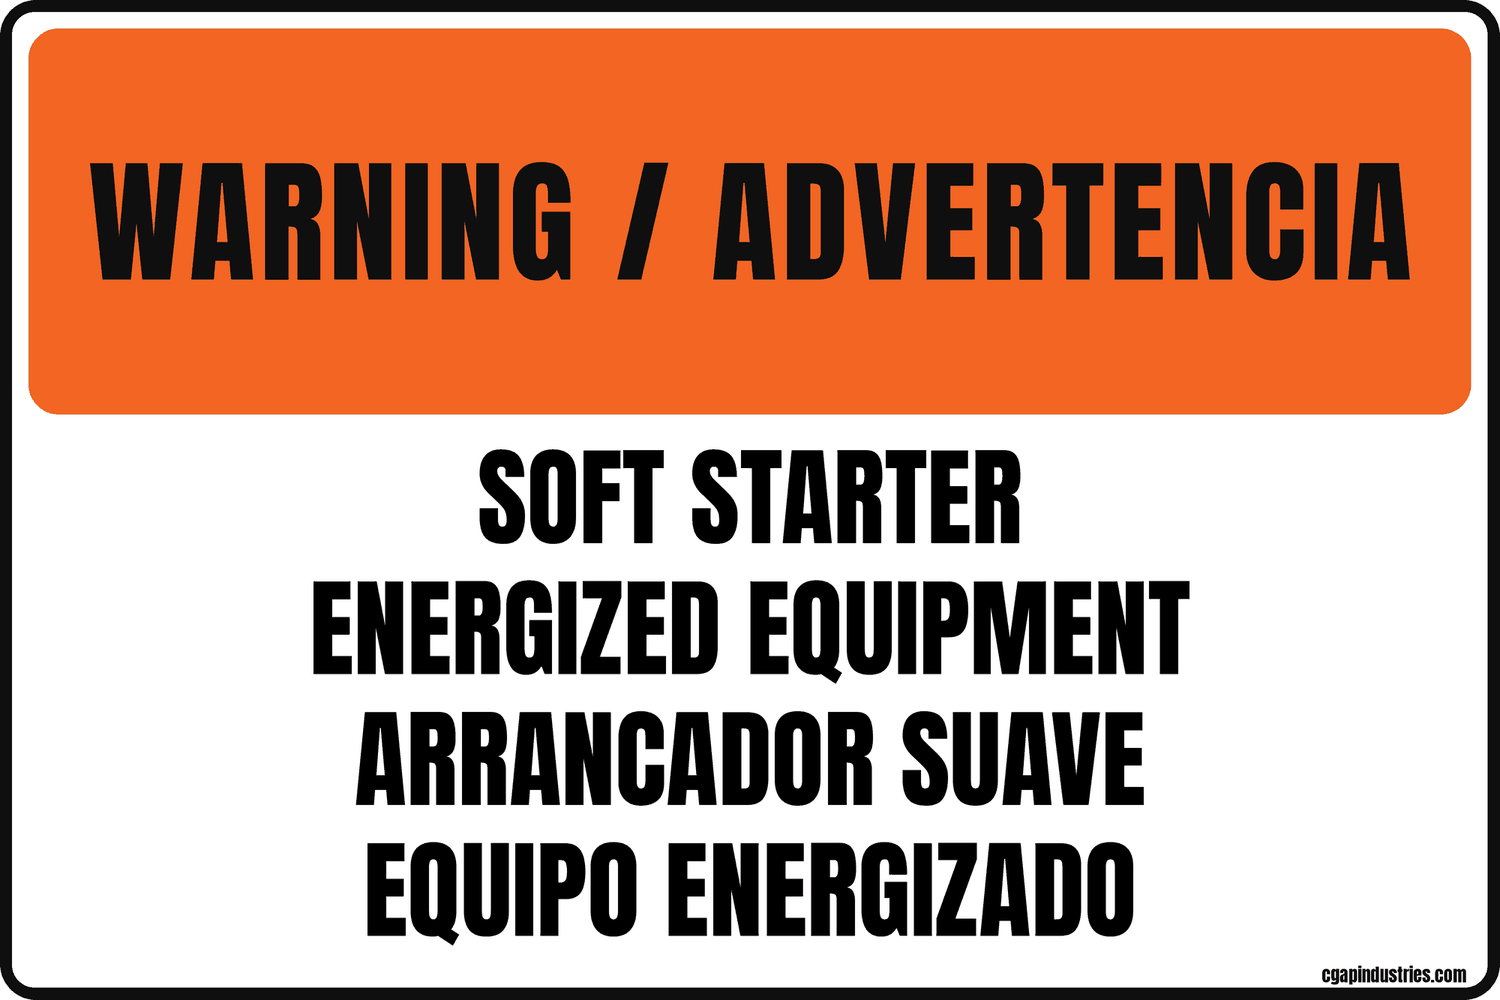 WARNING / ADVERTENCIA
SOFT STARTER
ENERGIZED EQUIPMENT
ARRANCADOR SUAVE
EQUIPO ENERGIZADO
cgapindustries.com